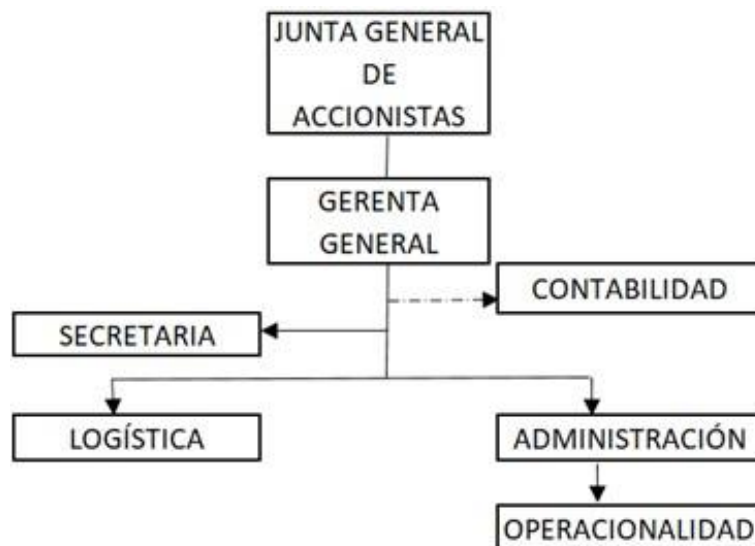 JUNTA GENERAL
DE
ACCIONISTAS
GERENTA
GENERAL
CONTABILIDAD
SECRETARIA
LOGÍSTICA
ADMINISTRACIÓN
OPERACIONALIDAD